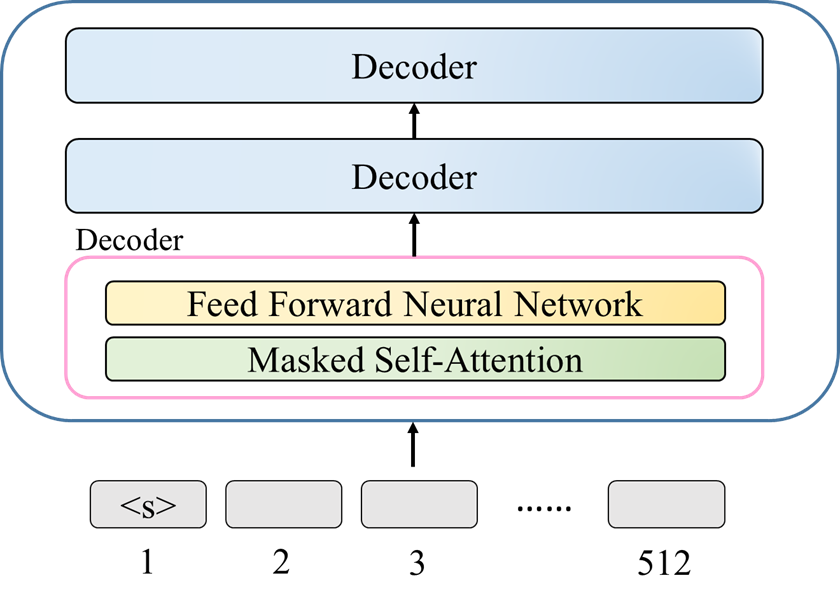 Decoder
Decoder
Decoder
Feed Forward Neural Network
Masked Self-Attention
<s> ......
1 2 3 512